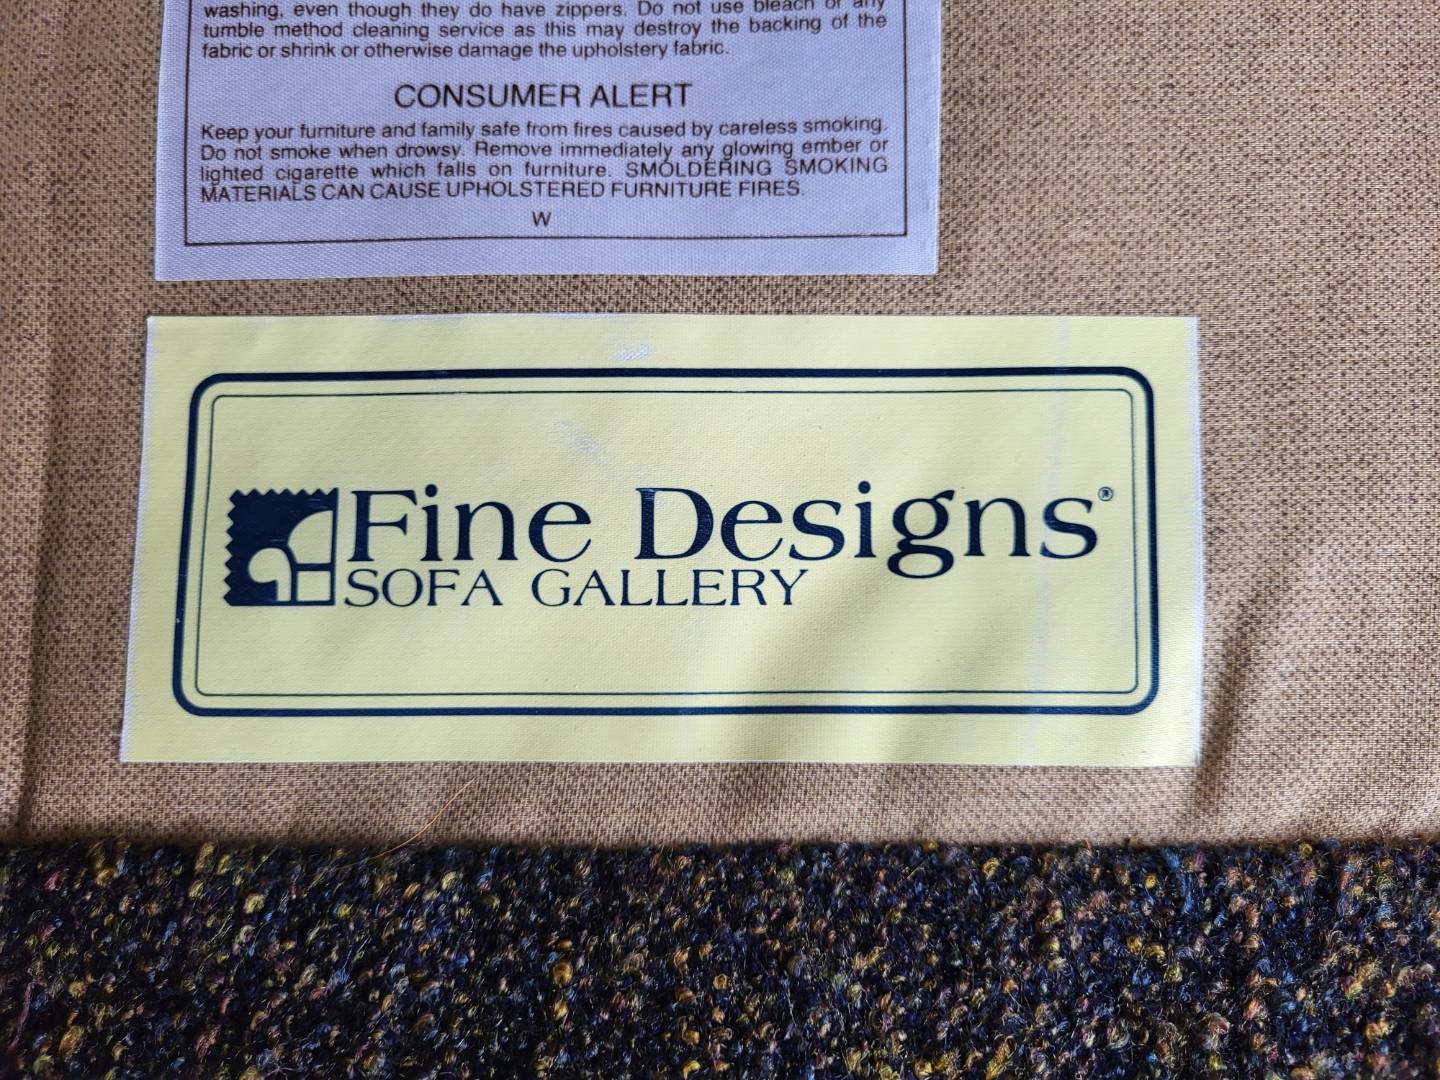 washing, even though they do have zippers. Do not use bleach or any
tumble method cleaning service as this may destroy the backing of the
fabric or shrink or otherwise damage the upholstery fabric.
CONSUMER ALERT
Keep your furniture and family safe from fires caused by careless smoking.
Do not smoke when drowsy. Remove immediately any glowing ember or
lighted cigarette which falls on furniture. SMOLDERING SMOKING
MATERIALS CAN CAUSE UPHOLSTERED FURNITURE FIRES.
W
Fine Designs®
SOFA GALLERY